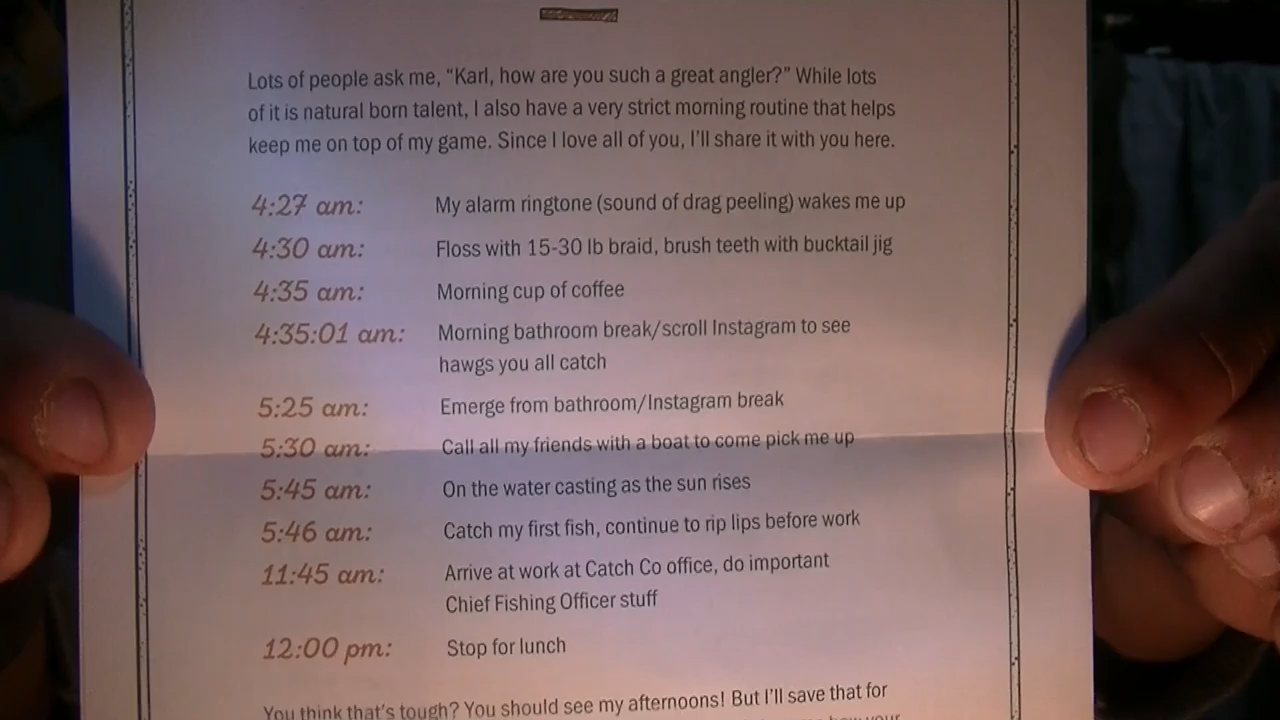 Lots of people ask me, “Karl, how are you such a great angler?” While lots
of it is natural born talent, I also have a very strict morning routine that helps
keep me on top of my game. Since I love all of you, I’ll share it with you here.
4:27 am: My alarm ringtone (sound of drag peeling) wakes me up
4:30 am: Floss with 15-30 lb braid, brush teeth with bucktail jig
4:35 am: Morning cup of coffee
4:35:01 am: Morning bathroom break/scroll Instagram to see
hawgs you all catch
5:25 am: Emerge from bathroom/Instagram break
5:30 am: Call all my friends with a boat to come pick me up
5:45 am: On the water casting as the sun rises
5:46 am: Catch my first fish, continue to rip lips before work
11:45 am: Arrive at work at Catch Co office, do important
Chief Fishing Officer stuff
12:00 pm: Stop for lunch
You think that’s tough? You should see my afternoons! But I’ll save that for